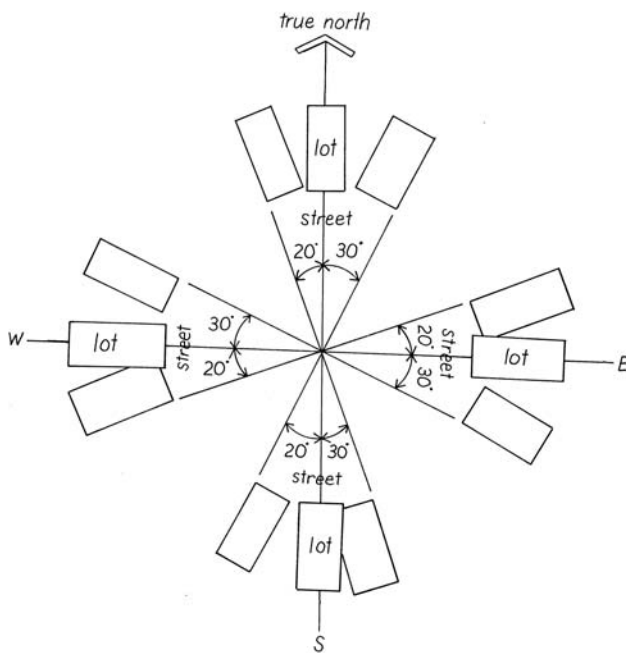 true north
lot
street
20° 30°
W lot street 30° 20°
20° 30° street lot E
20° 30°
street
lot
S